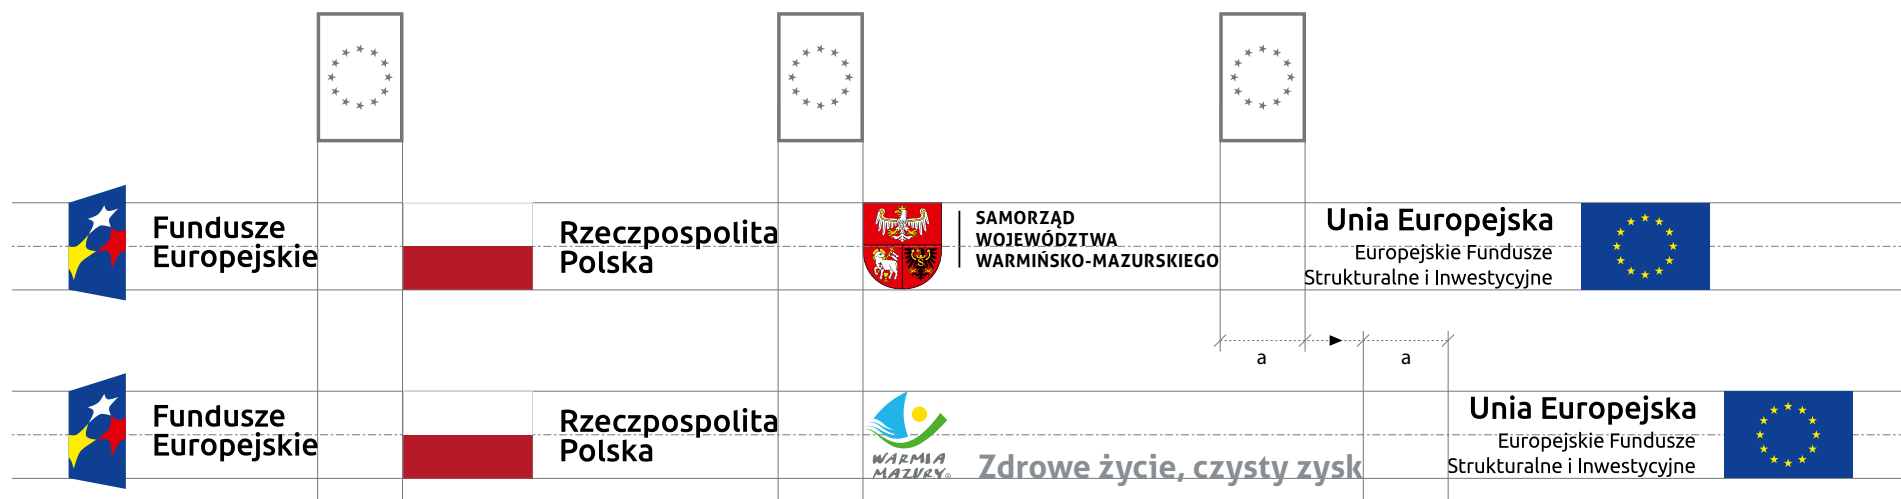 Fundusze
Europejskie
Rzeczpospolita
Polska
SAMORZĄD
WOJEWÓDZTWA
WARMIŃSKO-MAZURSKIEGO
Unia Europejska
Europejskie Fundusze
Strukturalne i Inwestycyjne
a
a
Fundusze
Europejskie
Rzeczpospolita
Polska
WARMIA
MAZURY®
Zdrowe życie, czysty zysk
Unia Europejska
Europejskie Fundusze
Strukturalne i Inwestycyjne